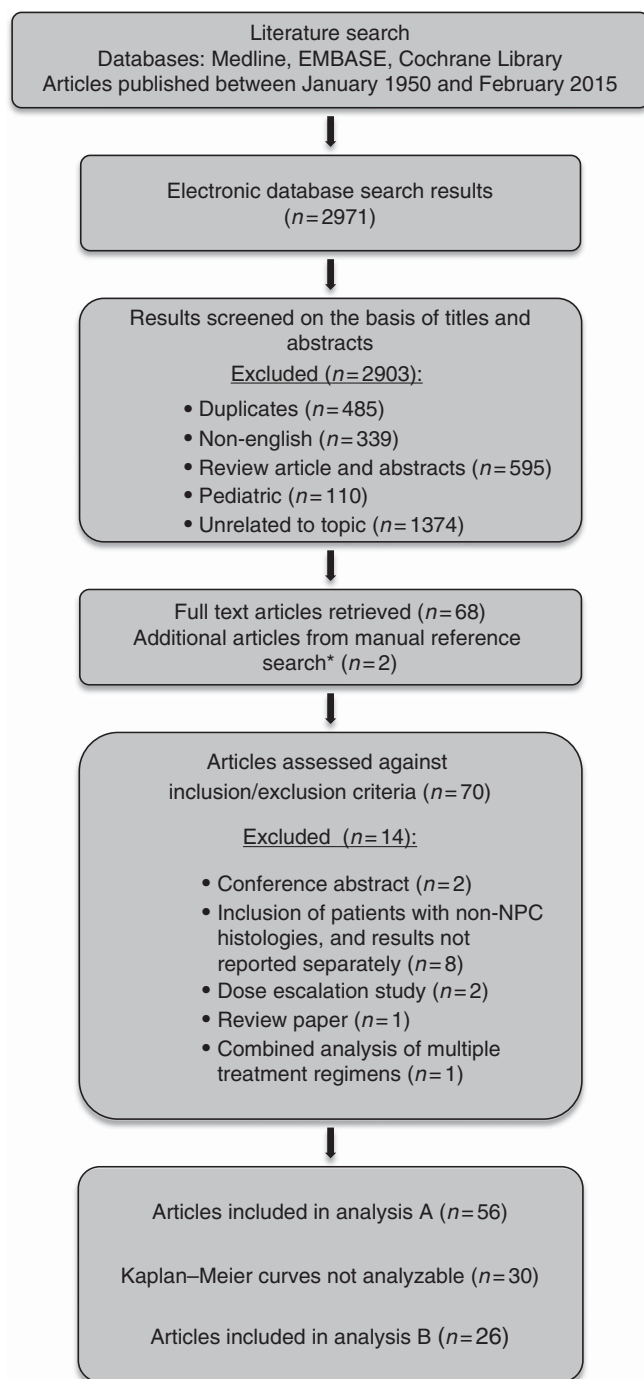 Literature search
Databases: Medline, EMBASE, Cochrane Library
Articles published between January 1950 and February 2015
Electronic database search results
(n=2971)
Results screened on the basis of titles and
abstracts
Excluded (n=2903):
• Duplicates (n=485)
• Non-english (n=339)
• Review article and abstracts (n=595)
• Pediatric (n=110)
• Unrelated to topic (n=1374)
Full text articles retrieved (n=68)
Additional articles from manual reference
search* (n=2)
Articles assessed against
inclusion/exclusion criteria (n=70)
Excluded (n=14):
• Conference abstract (n=2)
• Inclusion of patients with non-NPC
histologies, and results not
reported separately (n=8)
• Dose escalation study (n=2)
• Review paper (n=1)
• Combined analysis of multiple
treatment regimens (n=1)
Articles included in analysis A (n=56)
Kaplan–Meier curves not analyzable (n=30)
Articles included in analysis B (n=26)